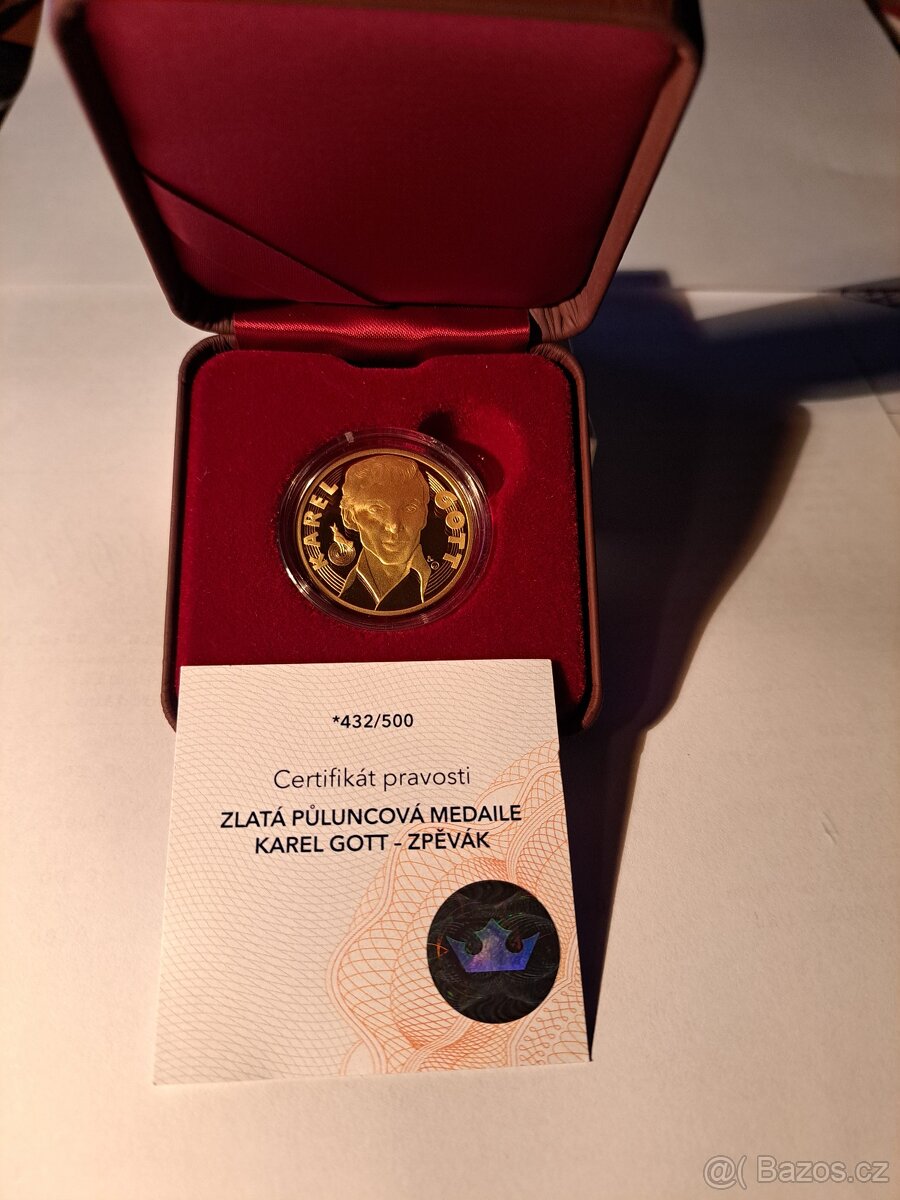 KAREL GOTT
*432/500
Certifikát pravosti
ZLATÁ PŮLUNCOVÁ MEDAILE
KAREL GOTT – ZPĚVÁK
@( Bazos.cz